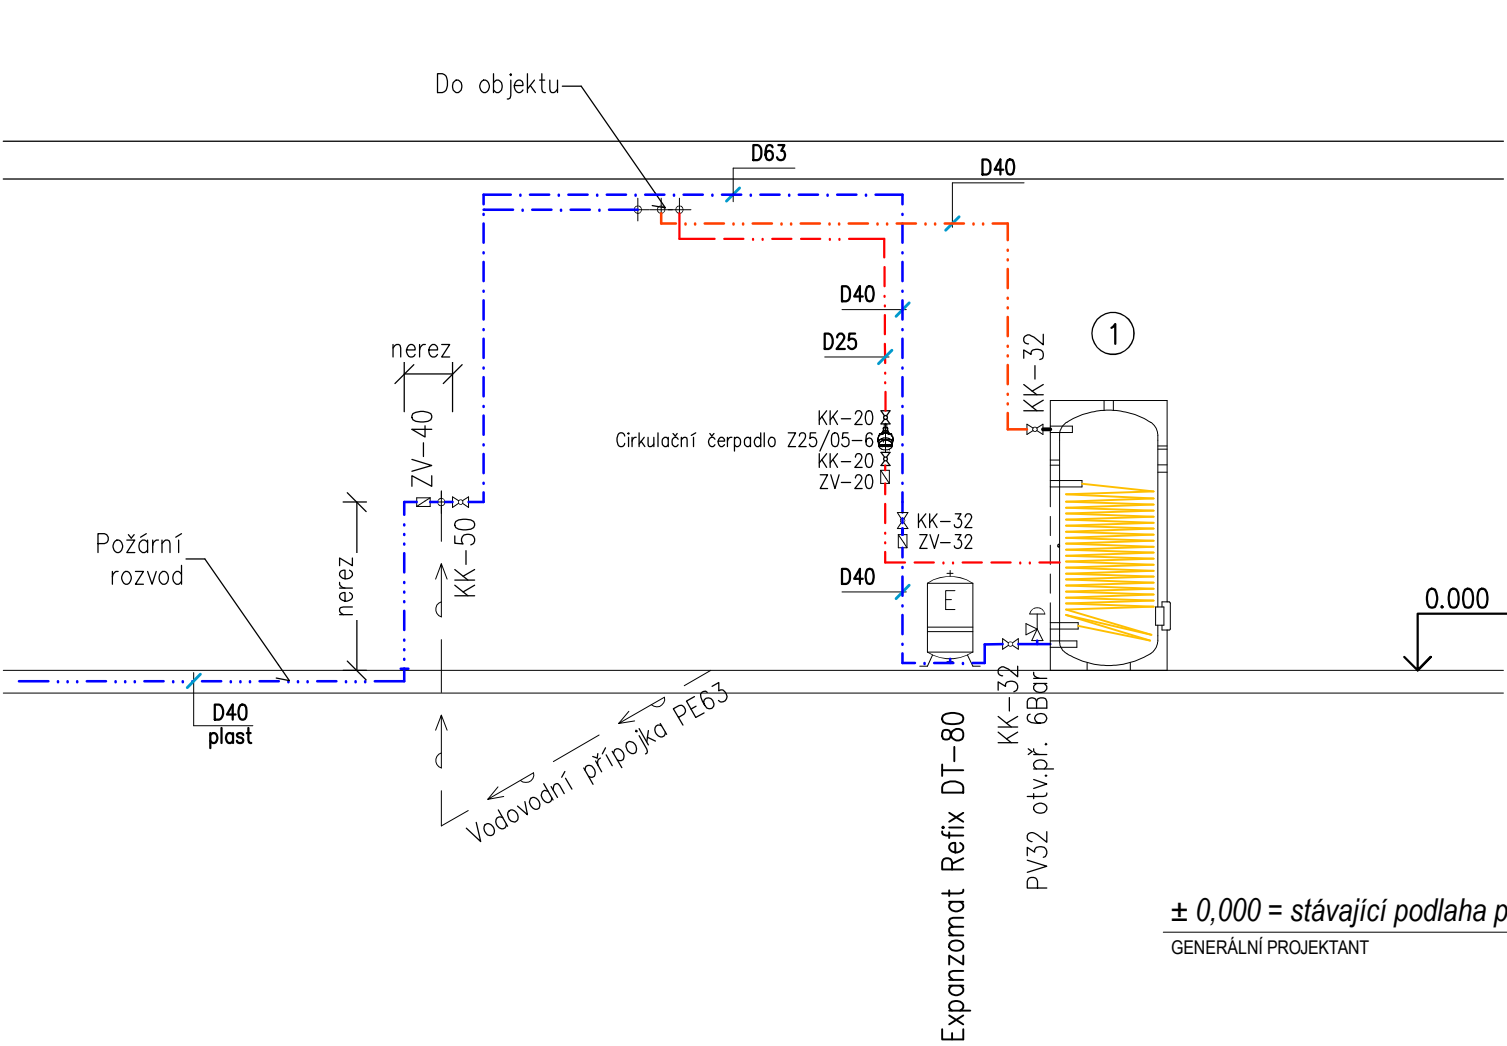 Do objektu
D63
D40
D40
D25
nerez
KK-32
1
ZV-40
KK-20
Cirkulační čerpadlo Z25/05-6
KK-20
ZV-20
KK-32
ZV-32
KK-50
Požární
rozvod
nerez
D40
E
0.000
D40
plast
Vodovodní přípojka PE63
KK-32
PV32 otv.př. 6Bar
Expanzomat Refix DT-80
± 0,000 = stávající podlaha p
GENERÁLNÍ PROJEKTANT